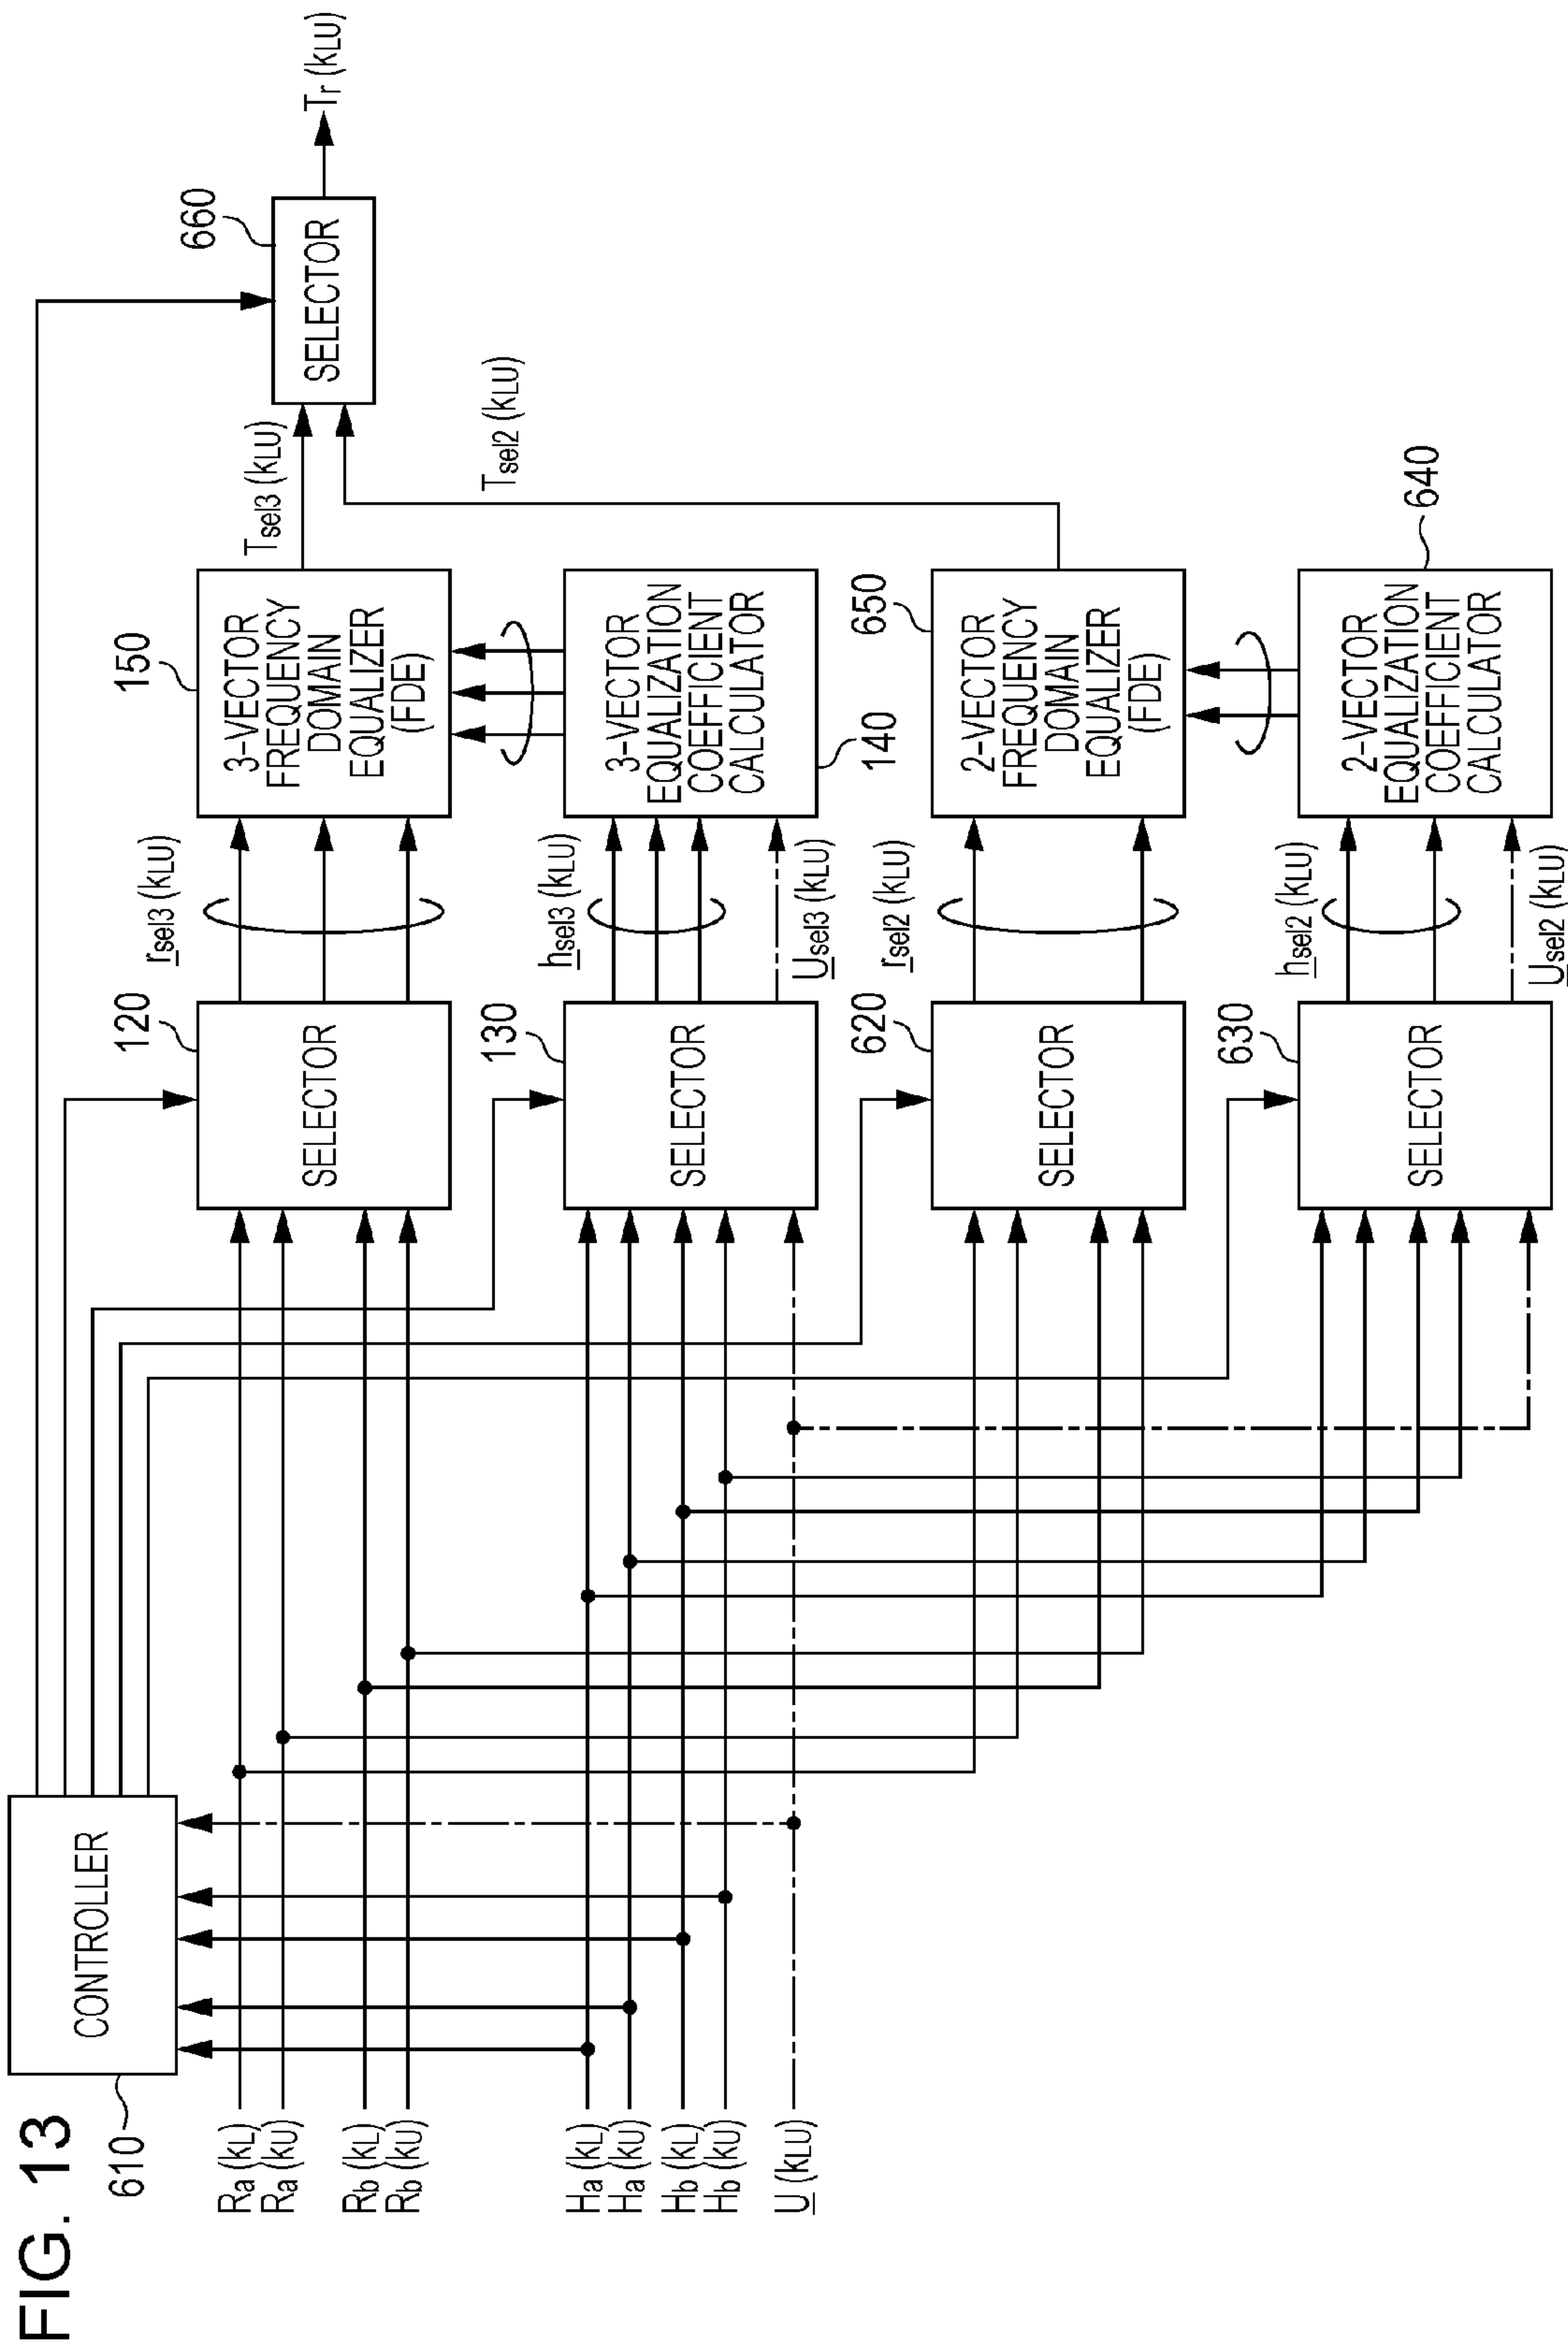 FIG. 13
610
CONTROLLER
Ra (kL)
Ra (kU)
Rb (kL)
Rb (kU)
Ha (kL)
Ha (kU)
Hb (kL)
Hb (kU)
U (kLU)
120
SELECTOR
130
SELECTOR
620
SELECTOR
630
SELECTOR
rsel3 (kLU)
hsel3 (kLU)
Usel3 (kLU)
rsel2 (kLU)
hsel2 (kLU)
Usel2 (kLU)
150
3-VECTOR
FREQUENCY
DOMAIN
EQUALIZER
(FDE)
3-VECTOR
EQUALIZATION
COEFFICIENT
CALCULATOR
140
650
2-VECTOR
FREQUENCY
DOMAIN
EQUALIZER
(FDE)
2-VECTOR
EQUALIZATION
COEFFICIENT
CALCULATOR
640
Tsel3 (kLU)
Tsel2 (kLU)
660
SELECTOR
Tr (kLU)